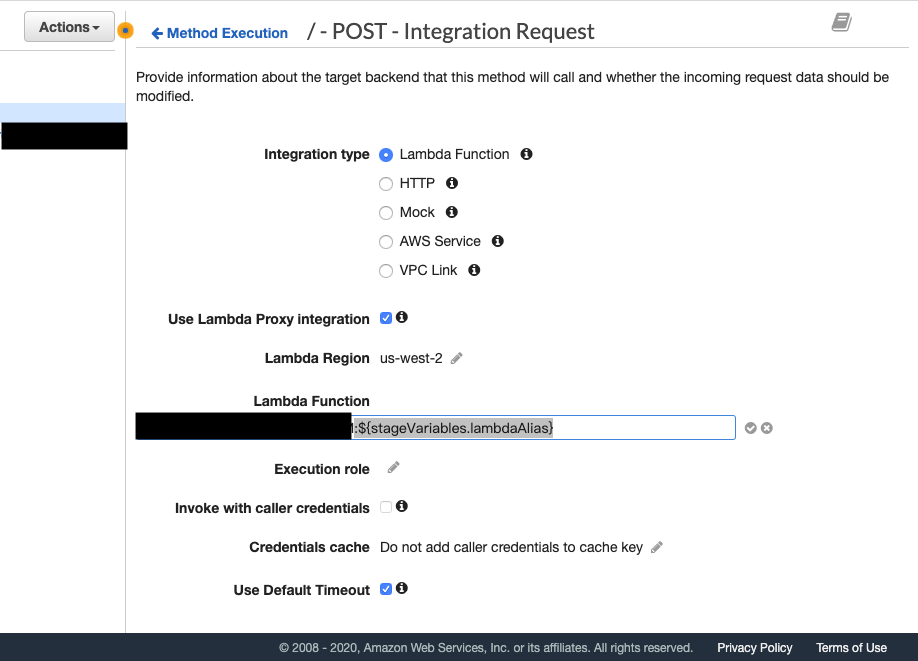 Actions
Method Execution / - POST - Integration Request
Provide information about the target backend that this method will call and whether the incoming request data should be
modified.
Integration type Lambda Function
HTTP
Mock
AWS Service
VPC Link
Use Lambda Proxy integration
Lambda Region us-west-2
Lambda Function
:${stageVariables.lambdaAlias}
Execution role
Invoke with caller credentials
Credentials cache Do not add caller credentials to cache key
Use Default Timeout
© 2008 - 2020, Amazon Web Services, Inc. or its affiliates. All rights reserved. Privacy Policy Terms of Use